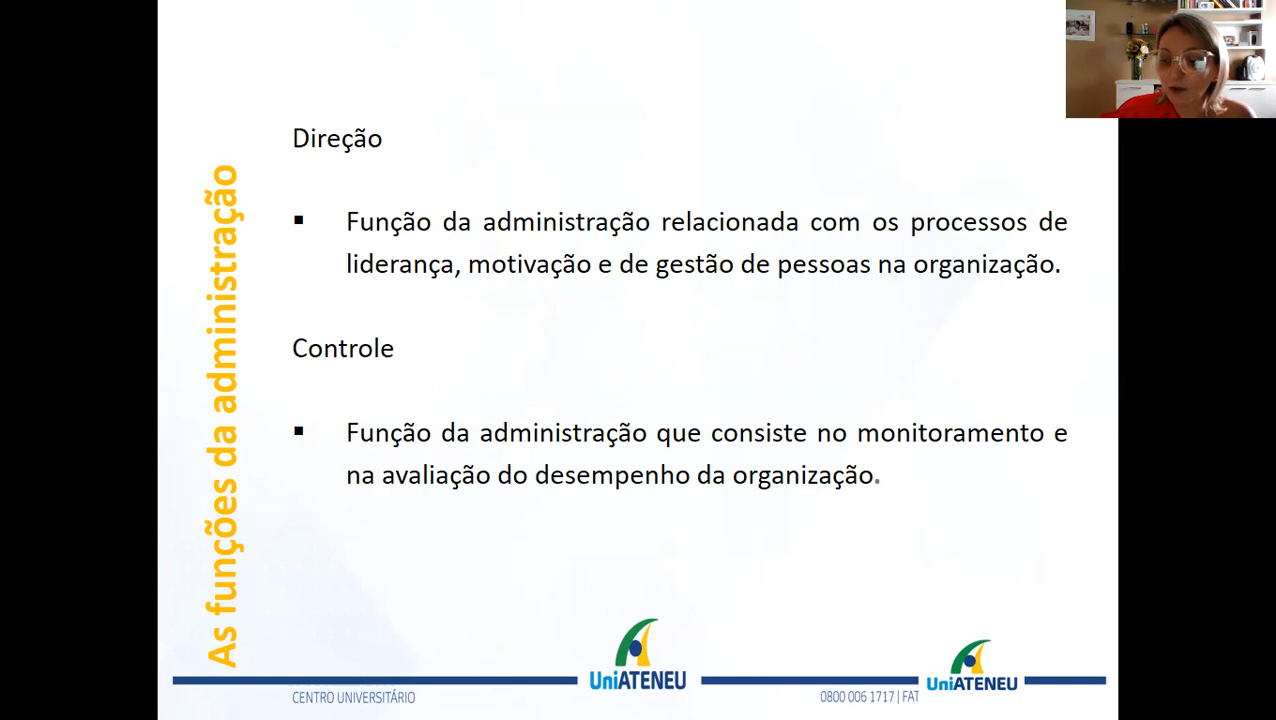 As funções da administração
Direção
▪ Função da administração relacionada com os processos de
liderança, motivação e de gestão de pessoas na organização.
Controle
▪ Função da administração que consiste no monitoramento e
na avaliação do desempenho da organização.
UniATENEU
UniATENEU
CENTRO UNIVERSITÁRIO
0800 006 1717 | FAT